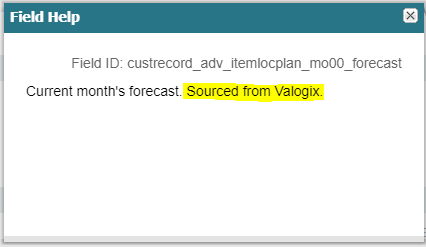 Field Help
Field ID: custrecord_adv_itemlocplan_mo00_forecast
Current month's forecast. Sourced from Valogix.